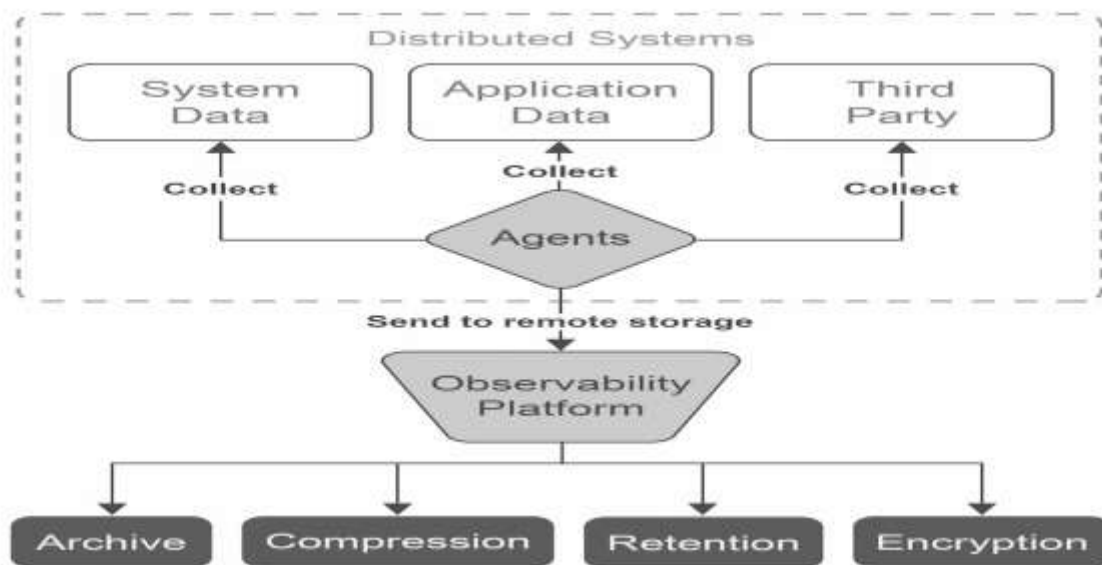 Distributed Systems
System
Data
Application
Data
Third
Party
Collect
Collect
Collect
Agents
Send to remote storage
Observability
Platform
Archive
Compression
Retention
Encryption